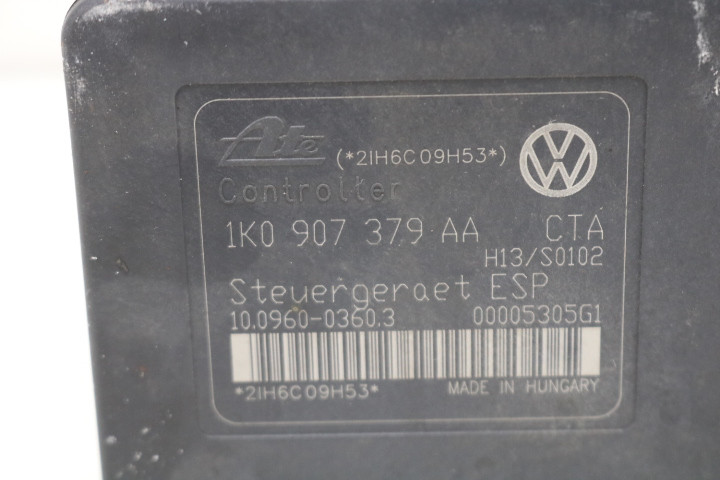 Ate (*2IH6C09H53*)
Controller
1K0 907 379 AA CTA
H13/S0102
Steuergeraet ESP
10.0960-0360.3 00005305G1
*2IH6C09H53* MADE IN HUNGARY